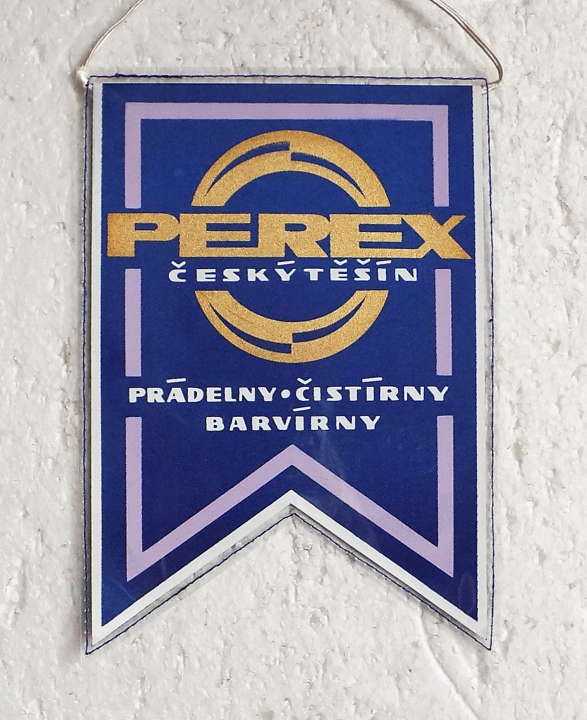 PEREX
ČESKÝ TĚŠÍN
PRÁDELNY • ČISTÍRNY
BARVÍRNY